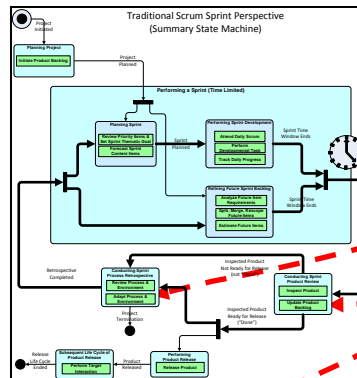 Traditional Scrum Sprint Perspective
(Summary State Machine)
Project
Initiated
Planning Project
Initiate Product Backlog
Project
Planned
Performing a Sprint (Time Limited)
Planning Sprint
Review Priority Items &
Set Sprint Thematic Goal
Forecast Sprint
Content Items
Sprint
Planned
Performing Sprint Development
Attend Daily Scrum
Perform
Developmental Task
Track Daily Progress
Sprint Time
Window Ends
Refining Future Sprint Backlog
Analyze Future Item
Requirements
Split, Merge, Rescope
Future Items
Estimate Future Items
Sprint Time
Window Ends
Retrospective
Completed
Conducting Sprint
Process Retrospective
Review Process &
Environment
Adapt Process &
Environment
Inspected Product
Not Ready for Release
(not
Conducting Sprint
Product Review
Inspect Product
Update Product
Backlog
Inspected Product
Ready for Release
("Done")
Project
Termination
Release
Life Cycle
Ended
Subsequent Life Cycle of
Product Release
Perform Target
Interaction
Product
Released
Performing
Product Release
Release Product